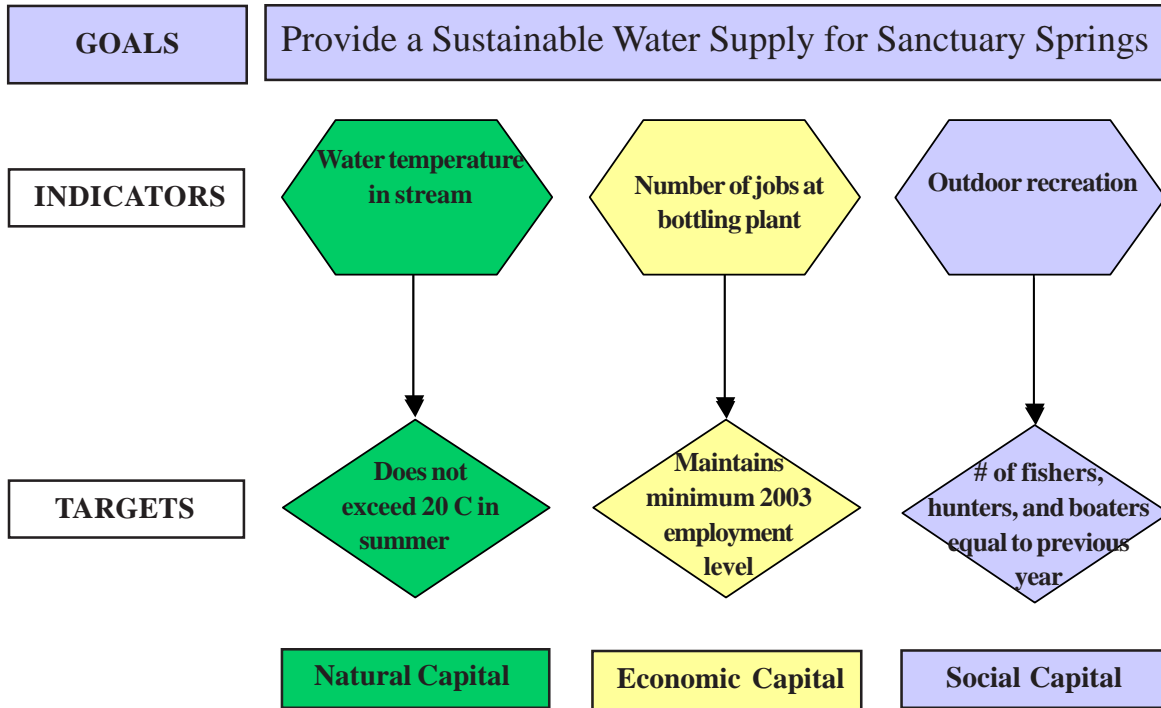 GOALS
Provide a Sustainable Water Supply for Sanctuary Springs
INDICATORS
Water temperature
in stream
Number of jobs at
bottling plant
Outdoor recreation
TARGETS
Does not
exceed 20 C in
summer
Maintains
minimum 2003
employment
level
# of fishers,
hunters, and boaters
equal to previous
year
Natural Capital
Economic Capital
Social Capital